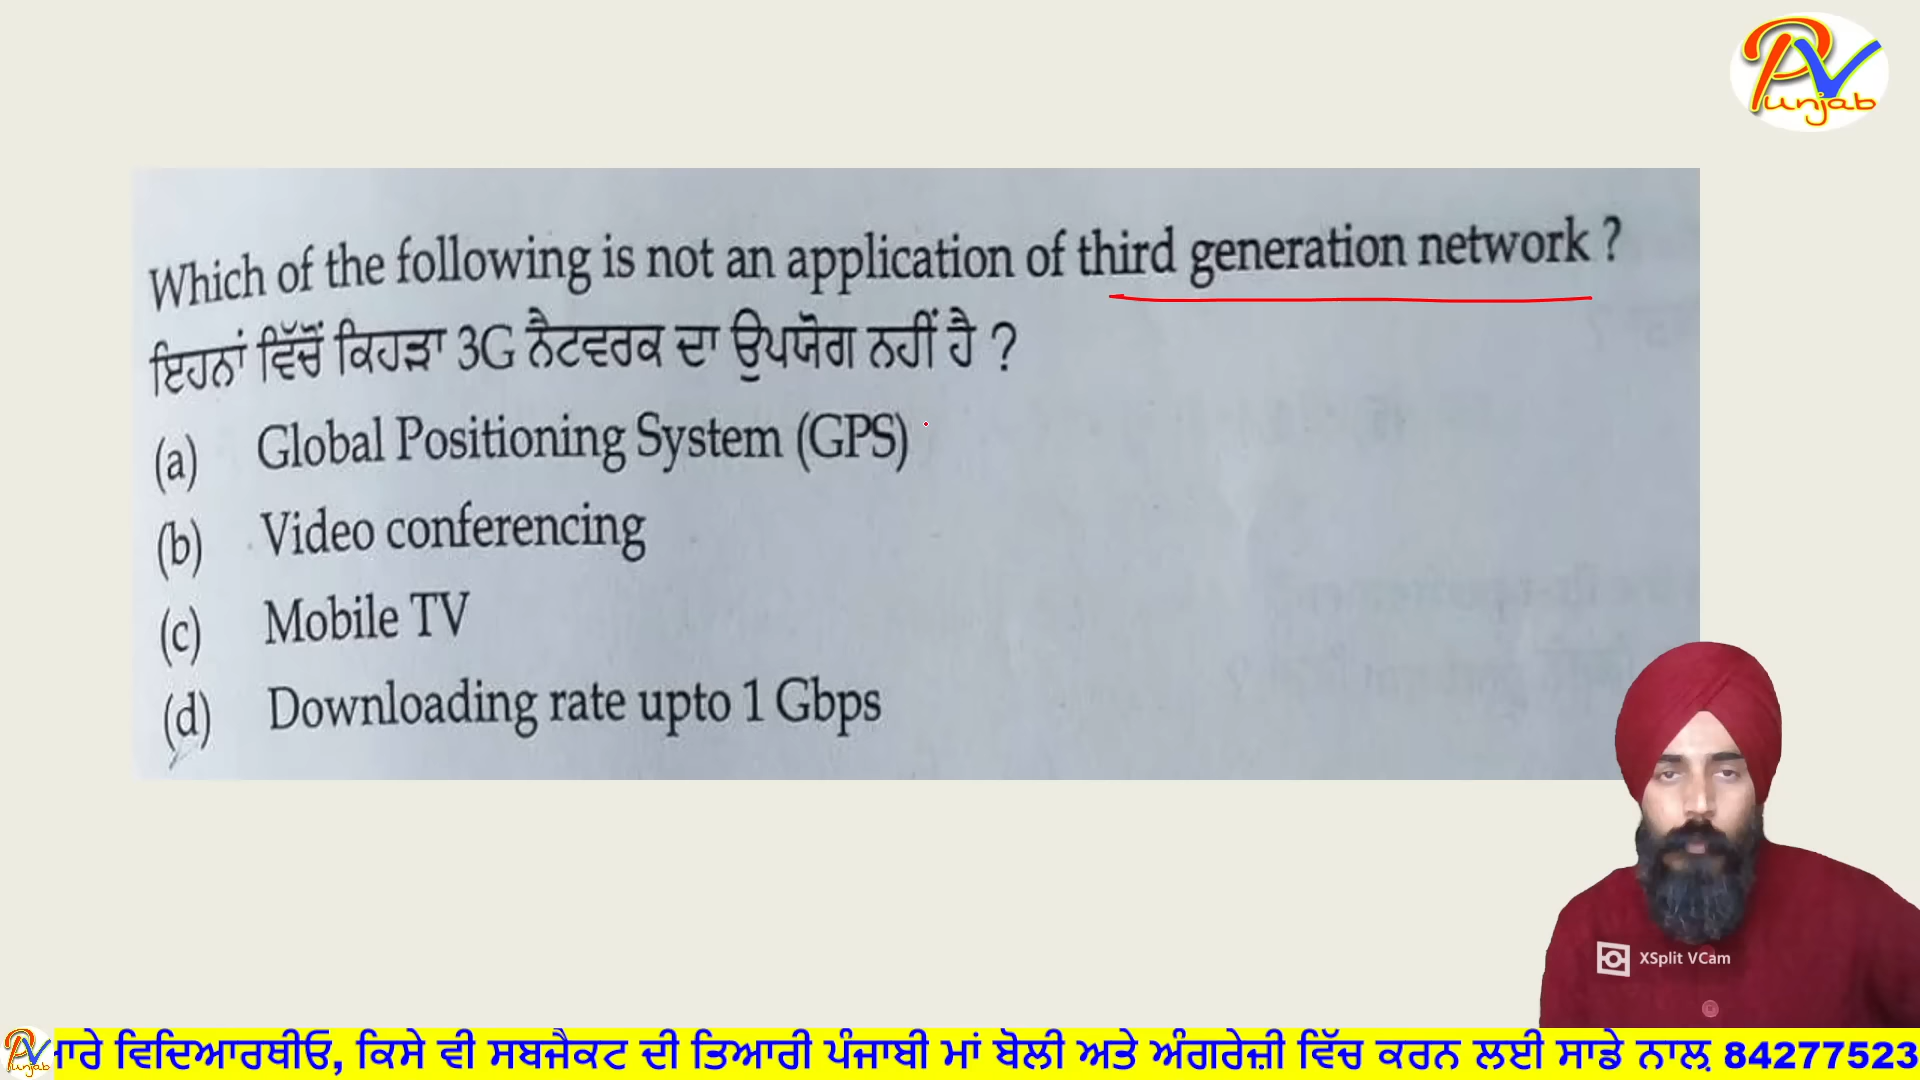 PV
Punjab
Which of the following is not an application of third generation network ?
ਇਹਨਾਂ ਵਿੱਚੋਂ ਕਿਹੜਾ 3G ਨੈਟਵਰਕ ਦਾ ਉਪਯੋਗ ਨਹੀਂ ਹੈ ?
(a) Global Positioning System (GPS)
(b) Video conferencing
(c) Mobile TV
(d) Downloading rate upto 1 Gbps
XSplit VCam
ਵਿਦਿਆਰਥੀਓ, ਕਿਸੇ ਵੀ ਸਬਜੈਕਟ ਦੀ ਤਿਆਰੀ ਪੰਜਾਬੀ ਮਾਂ ਬੋਲੀ ਅਤੇ ਅੰਗਰੇਜ਼ੀ ਵਿੱਚ ਕਰਨ ਲਈ ਸਾਡੇ ਨਾਲ਼ 84277523